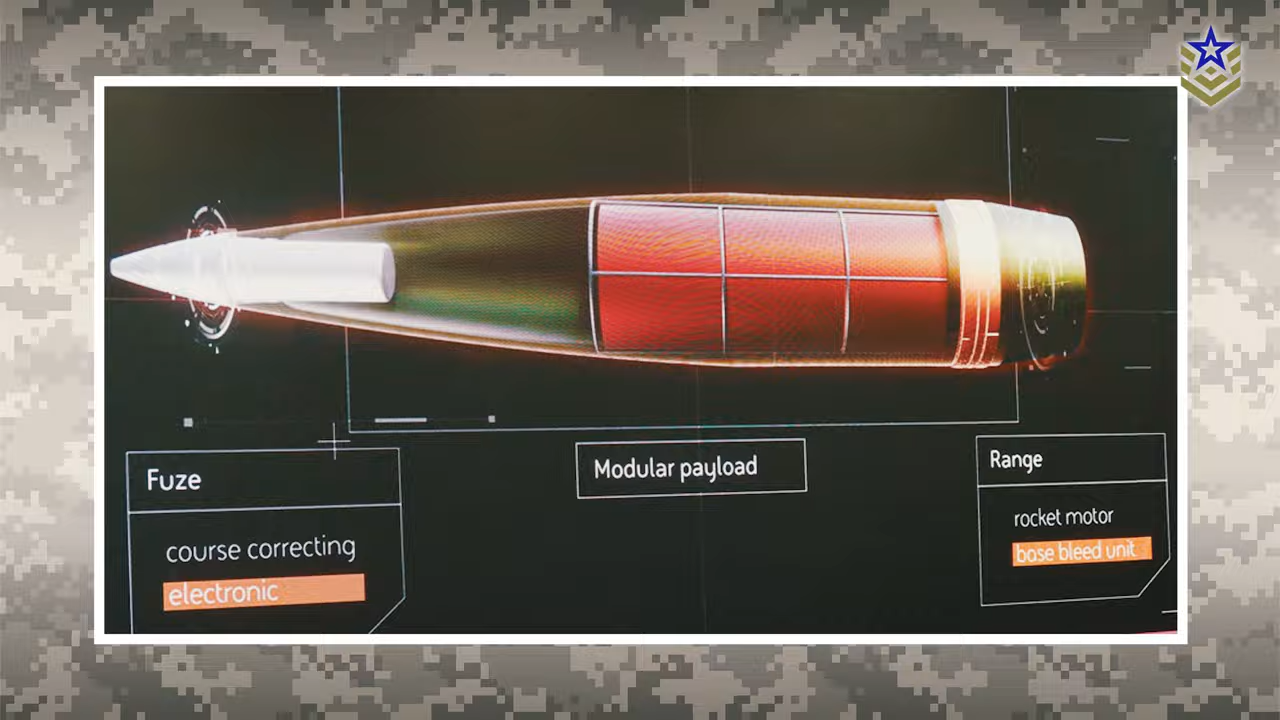 Fuze
course correcting
electronic
Modular payload
Range
rocket motor
base bleed unit